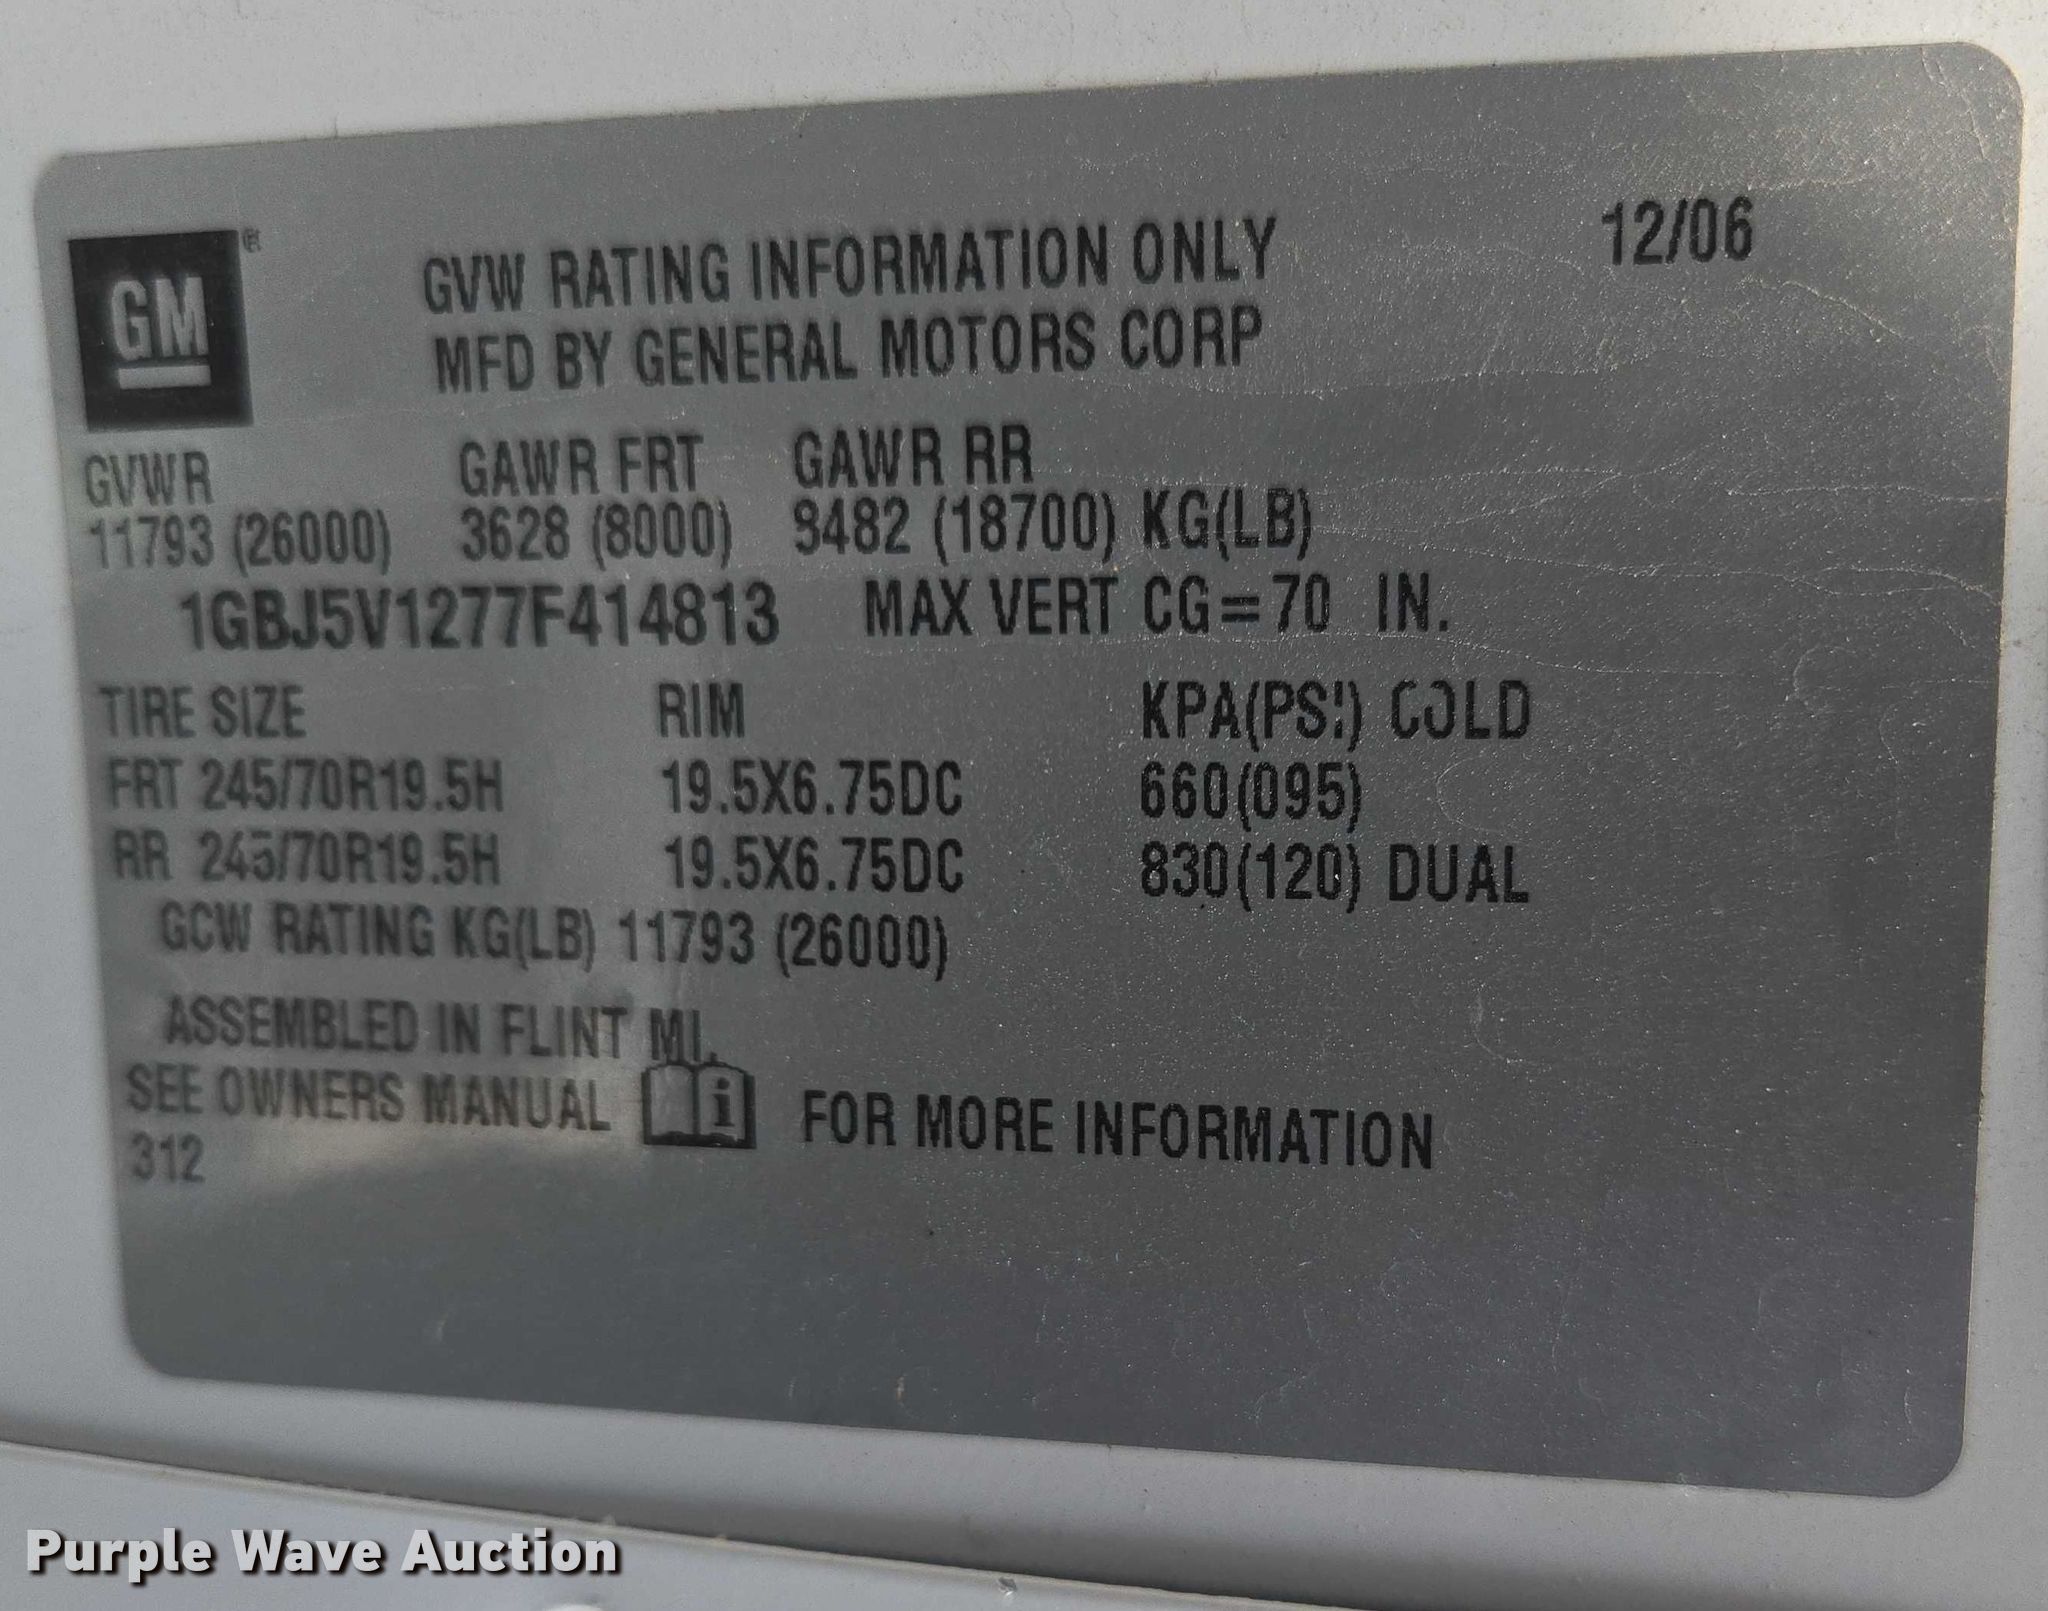 12/06
GM®
GVW RATING INFORMATION ONLY
MFD BY GENERAL MOTORS CORP
GVWR GAWR FRT GAWR RR
11793 (26000) 3628 (8000) 8482 (18700) KG(LB)
1GBJ5V1277F414813 MAX VERT CG=70 IN.
TIRE SIZE RIM KPA(PSI) COLD
FRT 245/70R19.5H 19.5X6.75DC 660(095)
RR 245/70R19.5H 19.5X6.75DC 830(120) DUAL
GCW RATING KG(LB) 11793 (26000)
ASSEMBLED IN FLINT MI.
SEE OWNERS MANUAL i FOR MORE INFORMATION
312
Purple Wave Auction